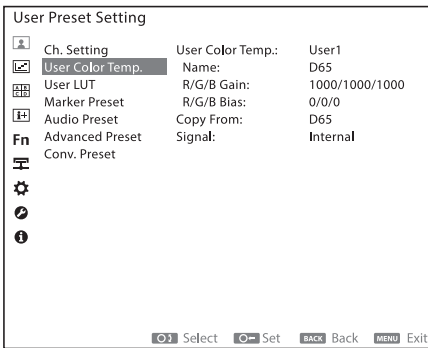 User Preset Setting
Ch. Setting
User Color Temp.
User LUT
Marker Preset
Audio Preset
Advanced Preset
Conv. Preset
A B
C D
i+
Fn
User Color Temp.: User1
Name: D65
R/G/B Gain: 1000/1000/1000
R/G/B Bias: 0/0/0
Copy From: D65
Signal: Internal
Select Set BACK Back MENU Exit